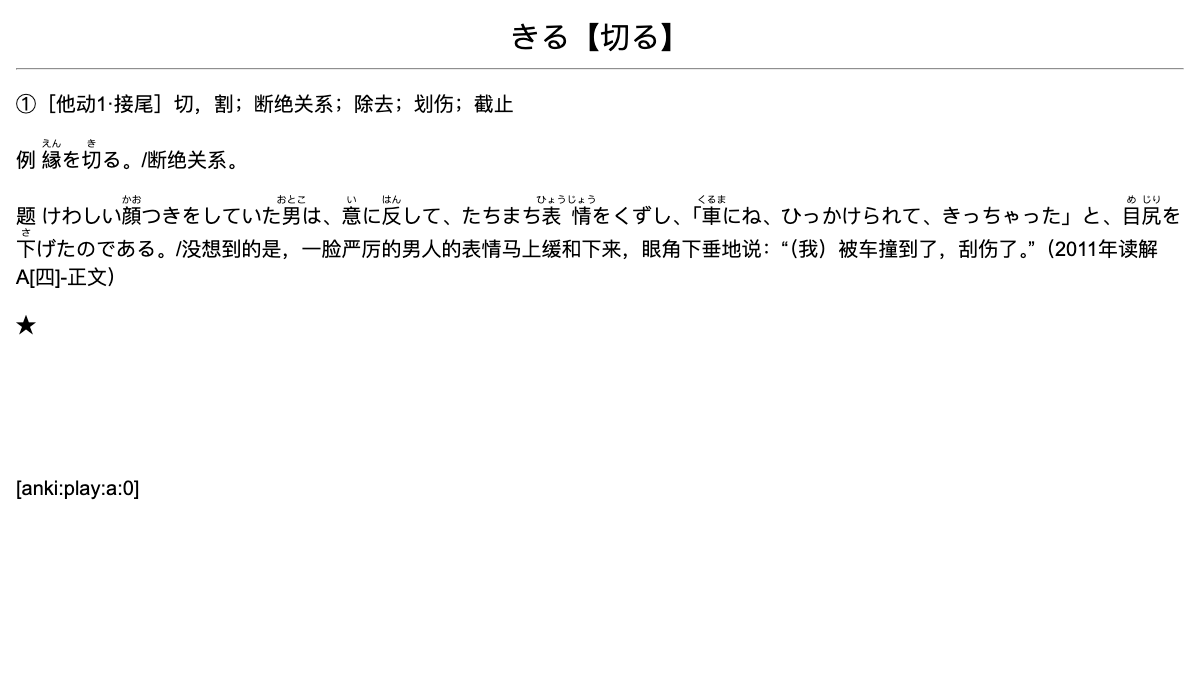 きる【切る】
①［他动1·接尾］切，割；断绝关系；除去；划伤；截止
えん き
例 縁を切る。/断绝关系。
かお おとこ い はん ひょうじょう くるま め じり
题 けわしい顔つきをしていた男は、意に反して、たちまち表情をくずし、「車にね、ひっかけられて、きっちゃった」と、目尻を
さ
下げたのである。/没想到的是，一脸严厉的男人的表情马上缓和下来，眼角下垂地说：“（我）被车撞到了，刮伤了。”（2011年读解
A[四]-正文）
★
[anki:play:a:0]